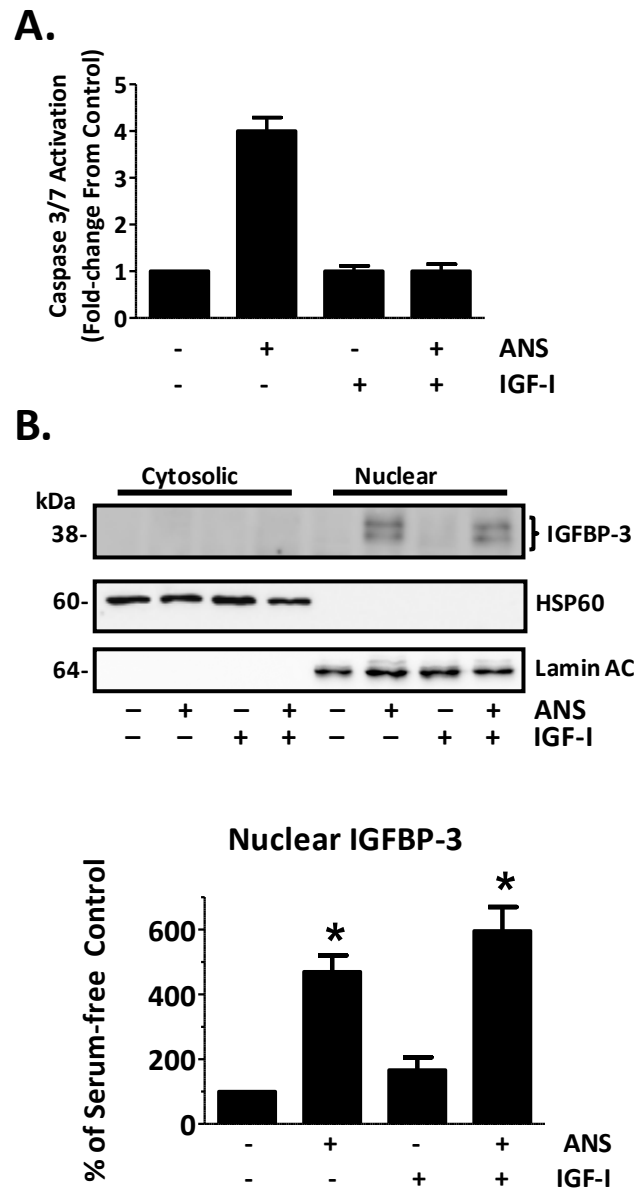 A.
Caspase 3/7 Activation
(Fold-change From Control)
5
4
3
2
1
0
- + - + ANS
- - + + IGF-I
B.
Cytosolic Nuclear
kDa
38- IGFBP-3
60- HSP60
64- Lamin AC
– + – + – + – + ANS
– – + + – – + + IGF-I
Nuclear IGFBP-3
% of Serum-free Control
600
400
200
0
* *
- + - + ANS
- - + + IGF-I